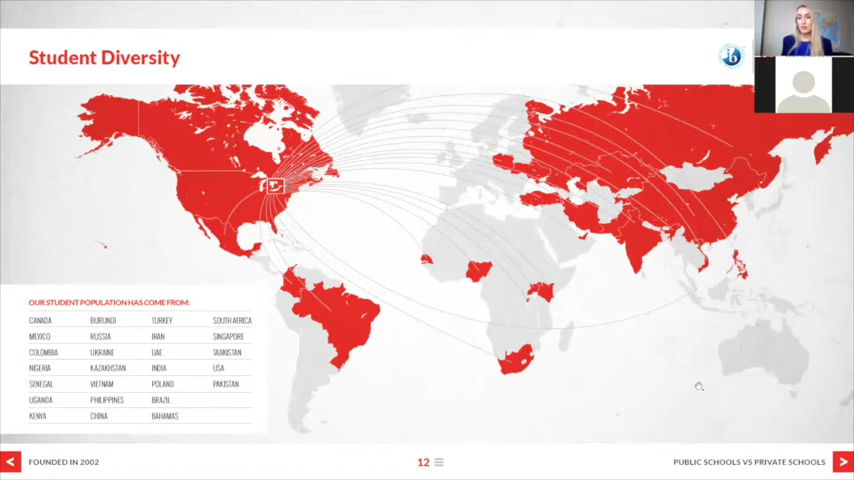 Student Diversity
OUR STUDENT POPULATION HAS COME FROM:
CANADA BURUNDI TURKEY SOUTH AFRICA
MEXICO RUSSIA IRAN SINGAPORE
COLOMBIA UKRAINE UAE TAJIKISTAN
NIGERIA KAZAKHSTAN INDIA USA
SENEGAL VIETNAM POLAND PAKISTAN
UGANDA PHILIPPINES BRAZIL
KENYA CHINA BAHAMAS
FOUNDED IN 2002 12 PUBLIC SCHOOLS VS PRIVATE SCHOOLS